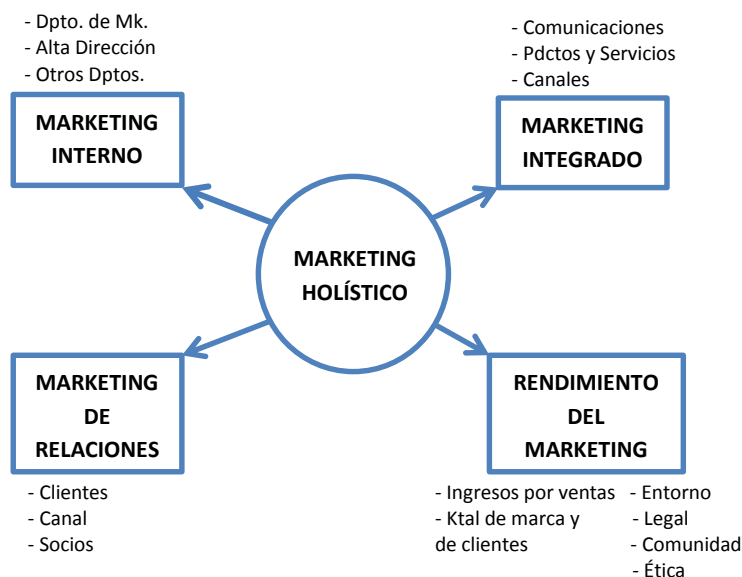 - Dpto. de Mk.
- Alta Dirección
- Otros Dptos.
MARKETING
INTERNO
- Comunicaciones
- Pdctos y Servicios
- Canales
MARKETING
INTEGRADO
MARKETING
HOLÍSTICO
MARKETING
DE
RELACIONES
- Clientes
- Canal
- Socios
RENDIMIENTO
DEL
MARKETING
- Ingresos por ventas
- Ktal de marca y
de clientes
- Entorno
- Legal
- Comunidad
- Ética